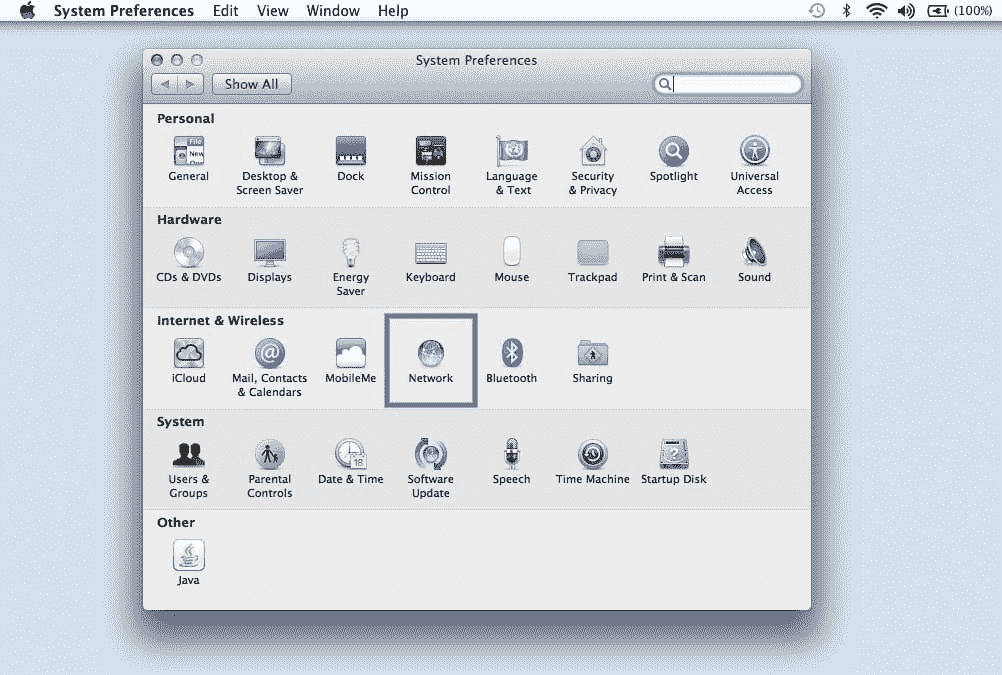 System Preferences Edit View Window Help (100%)
System Preferences
Show All
Personal
General Desktop & Dock Mission Language Security Spotlight Universal
Screen Saver Control & Text & Privacy Access
Hardware
CDs & DVDs Displays Energy Keyboard Mouse Trackpad Print & Scan Sound
Saver
Internet & Wireless
iCloud Mail, Contacts MobileMe Network Bluetooth Sharing
& Calendars
System
18
Users & Parental Date & Time Software Speech Time Machine Startup Disk
Groups Controls Update
Other
Java